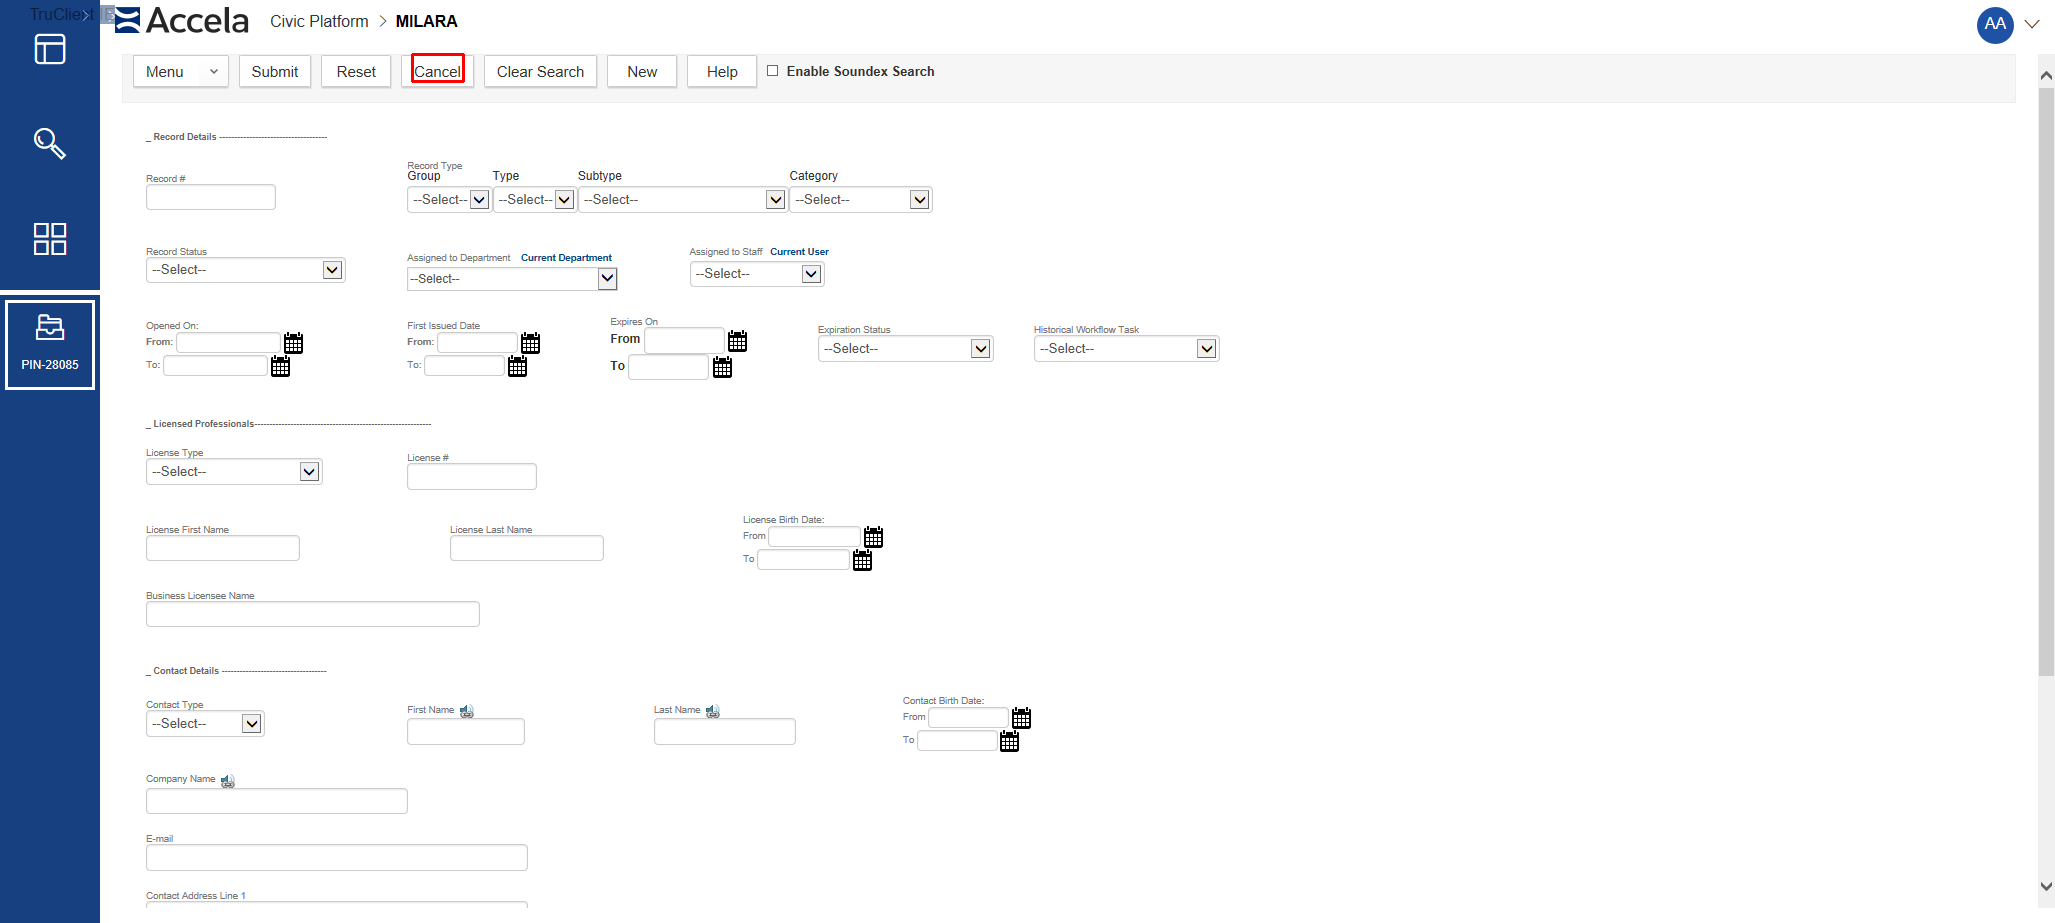 TruClient
Accela Civic Platform > MILARA
AA
Menu Submit Reset Cancel Clear Search New Help Enable Soundex Search
_ Record Details ------------------------------------
Record #
Record Type
Group Type Subtype Category
--Select-- --Select-- --Select-- --Select--
Record Status
--Select--
Assigned to Department Current Department
--Select--
Assigned to Staff Current User
--Select--
PIN-28085
Opened On:
From:
To:
First Issued Date
From:
To:
Expires On
From
To
Expiration Status
--Select--
Historical Workflow Task
--Select--
_ Licensed Professionals-----------------------------------------------------------
License Type
--Select--
License #
License First Name
License Last Name
License Birth Date:
From
To
Business Licensee Name
_ Contact Details -----------------------------------
Contact Type
--Select--
First Name
Last Name
Contact Birth Date:
From
To
Company Name
E-mail
Contact Address Line 1